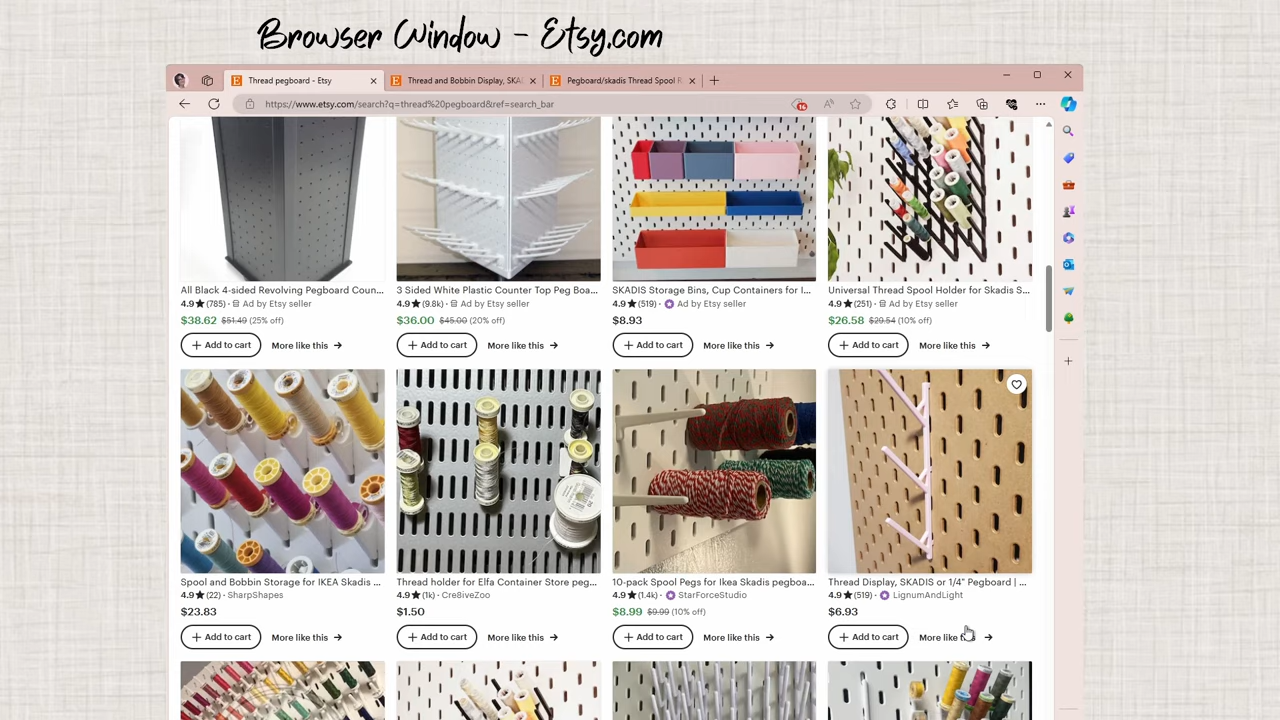 Browser Window - Etsy.com
Thread pegboard - Etsy
Thread and Bobbin Display, SKA
Pegboard/skadis Thread Spool R
https://www.etsy.com/search?q=thread%20pegboard&ref=search_bar
16
All Black 4-sided Revolving Pegboard Coun...
3 Sided White Plastic Counter Top Peg Boa...
SKADIS Storage Bins, Cup Containers for I...
Universal Thread Spool Holder for Skadis S...
4.9 (785) · Ad by Etsy seller
4.9 (9.8k) · Ad by Etsy seller
4.9 (519) · Ad by Etsy seller
4.9 (251) · Ad by Etsy seller
$38.62 $51.49 (25% off)
$36.00 $45.00 (20% off)
$8.93
$26.58 $29.54 (10% off)
+ Add to cart More like this →
+ Add to cart More like this →
+ Add to cart More like this →
+ Add to cart More like this →
Spool and Bobbin Storage for IKEA Skadis ...
Thread holder for Elfa Container Store peg...
10-pack Spool Pegs for Ikea Skadis pegboa...
Thread Display, SKADIS or 1/4" Pegboard | ...
4.9 (22) · SharpShapes
4.9 (1k) · Cre8iveZoo
4.9 (1.4k) · StarForceStudio
4.9 (519) · LignumAndLight
$23.83
$1.50
$8.99 $9.99 (10% off)
$6.93
+ Add to cart More like this →
+ Add to cart More like this →
+ Add to cart More like this →
+ Add to cart More like this →